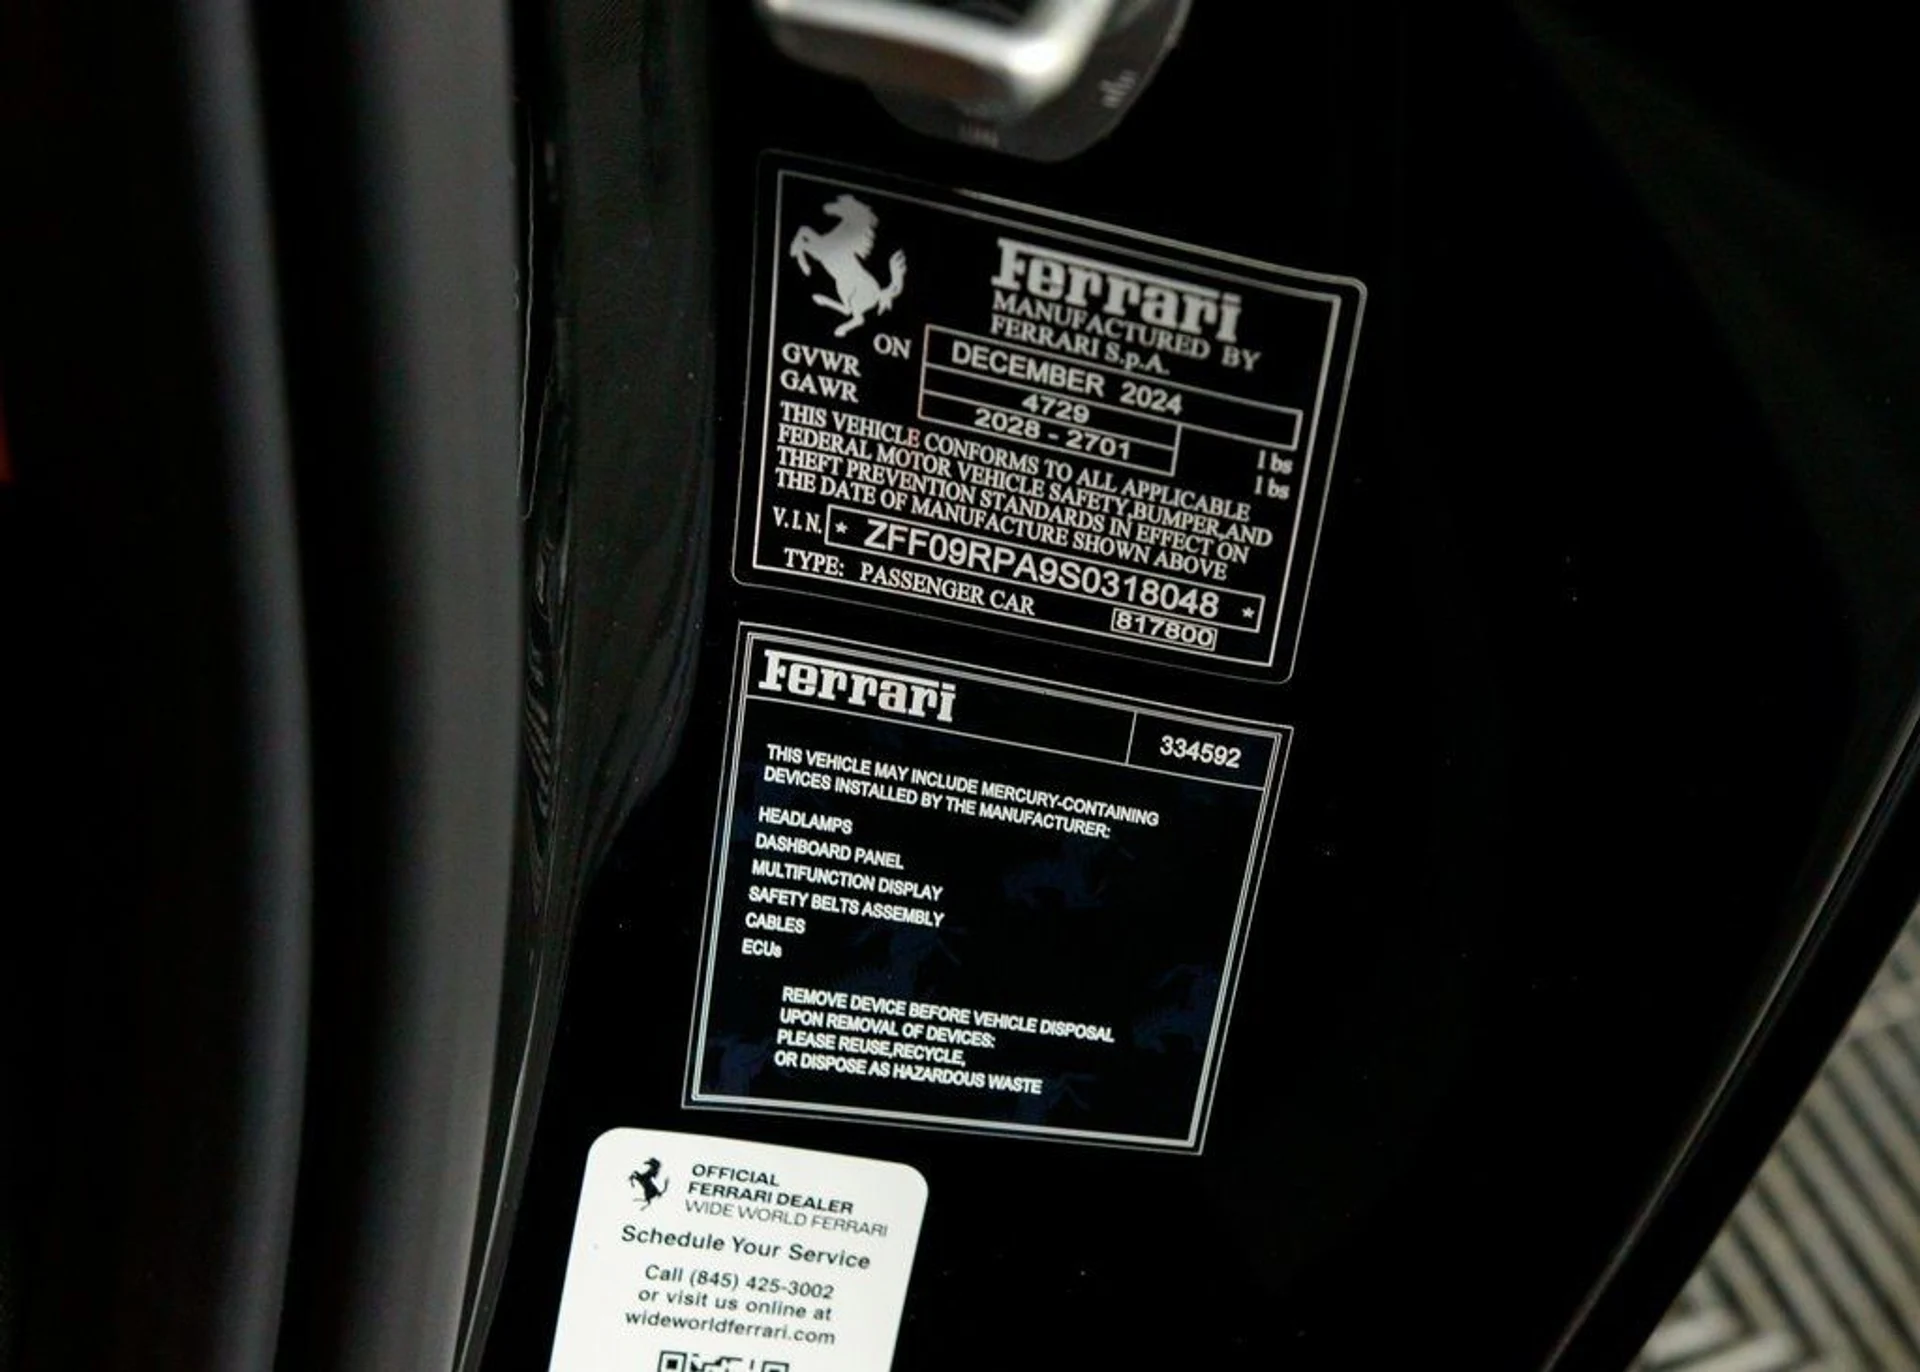 Ferrari
MANUFACTURED BY
FERRARI S.p.A.
ON DECEMBER 2024
GVWR 4729 lbs
GAWR 2028 - 2701 lbs
THIS VEHICLE CONFORMS TO ALL APPLICABLE
FEDERAL MOTOR VEHICLE SAFETY,BUMPER,AND
THEFT PREVENTION STANDARDS IN EFFECT ON
THE DATE OF MANUFACTURE SHOWN ABOVE
V.I.N. * ZFF09RPA9S0318048 *
TYPE: PASSENGER CAR 817800
Ferrari 334592
THIS VEHICLE MAY INCLUDE MERCURY-CONTAINING
DEVICES INSTALLED BY THE MANUFACTURER:
HEADLAMPS
DASHBOARD PANEL
MULTIFUNCTION DISPLAY
SAFETY BELTS ASSEMBLY
CABLES
ECUs
REMOVE DEVICE BEFORE VEHICLE DISPOSAL
UPON REMOVAL OF DEVICES:
PLEASE REUSE,RECYCLE,
OR DISPOSE AS HAZARDOUS WASTE
OFFICIAL
FERRARI DEALER
WIDE WORLD FERRARI
Schedule Your Service
Call (845) 425-3002
or visit us online at
wideworldferrari.com